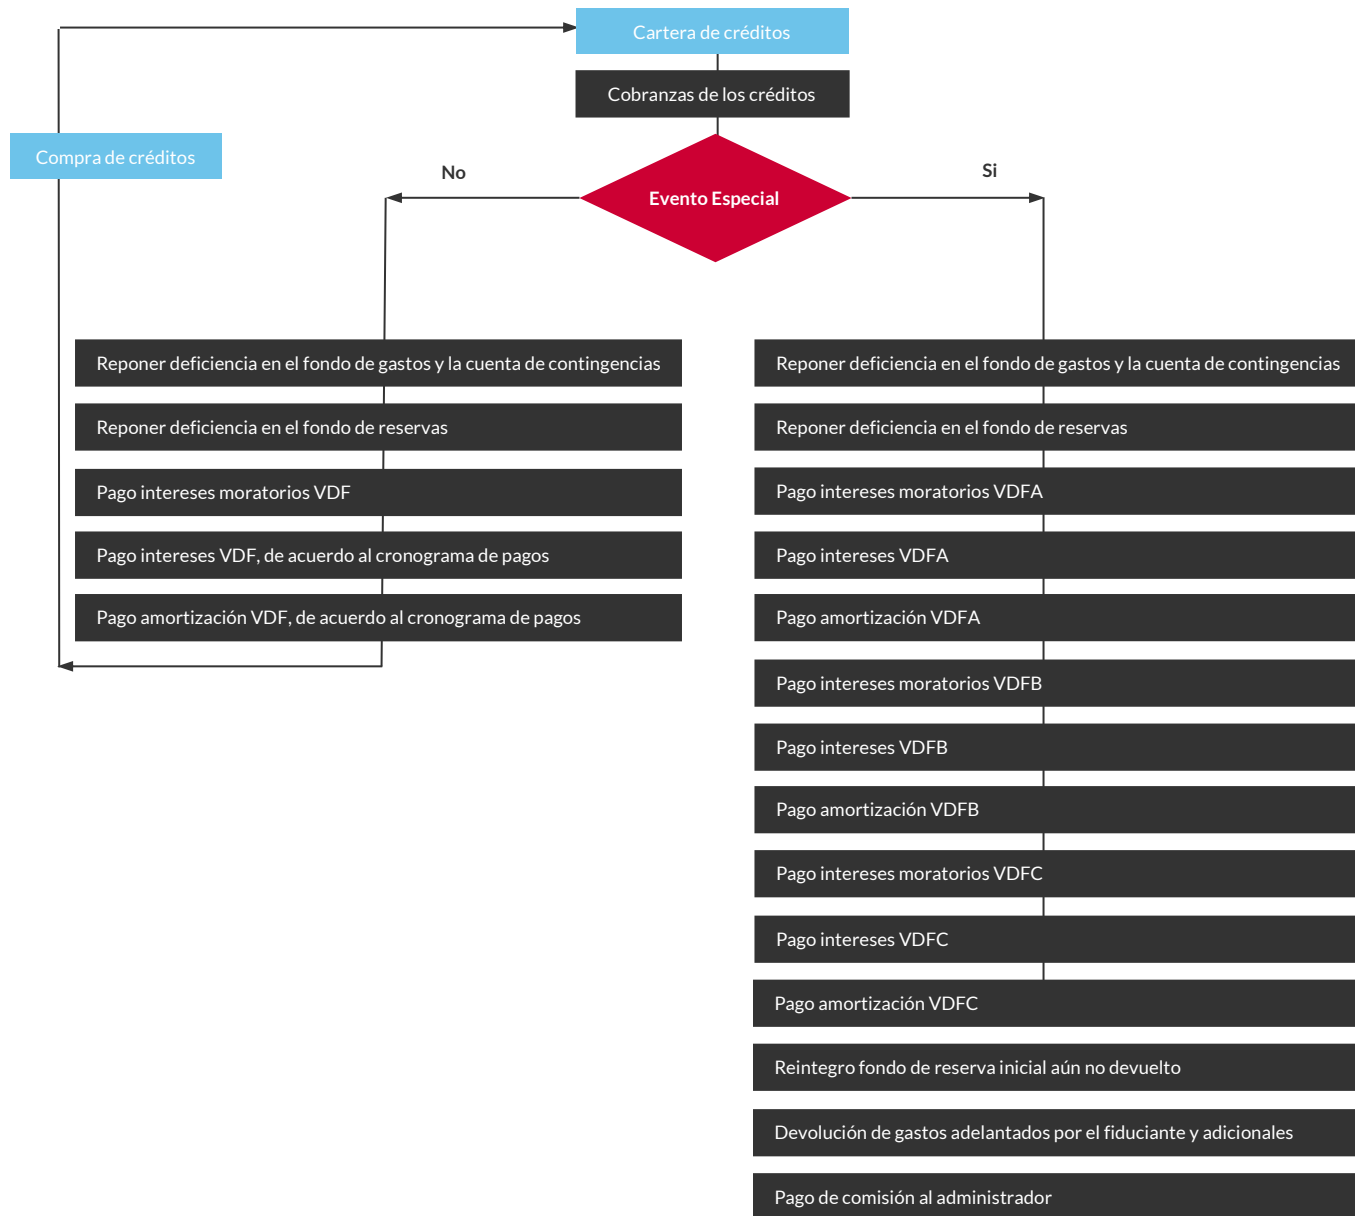 Cartera de créditos
Cobranzas de los créditos
Compra de créditos
No
Si
Evento Especial
Reponer deficiencia en el fondo de gastos y la cuenta de contingencias
Reponer deficiencia en el fondo de reservas
Pago intereses moratorios VDF
Pago intereses VDF, de acuerdo al cronograma de pagos
Pago amortización VDF, de acuerdo al cronograma de pagos
Reponer deficiencia en el fondo de gastos y la cuenta de contingencias
Reponer deficiencia en el fondo de reservas
Pago intereses moratorios VDFA
Pago intereses VDFA
Pago amortización VDFA
Pago intereses moratorios VDFB
Pago intereses VDFB
Pago amortización VDFB
Pago intereses moratorios VDFC
Pago intereses VDFC
Pago amortización VDFC
Reintegro fondo de reserva inicial aún no devuelto
Devolución de gastos adelantados por el fiduciante y adicionales
Pago de comisión al administrador